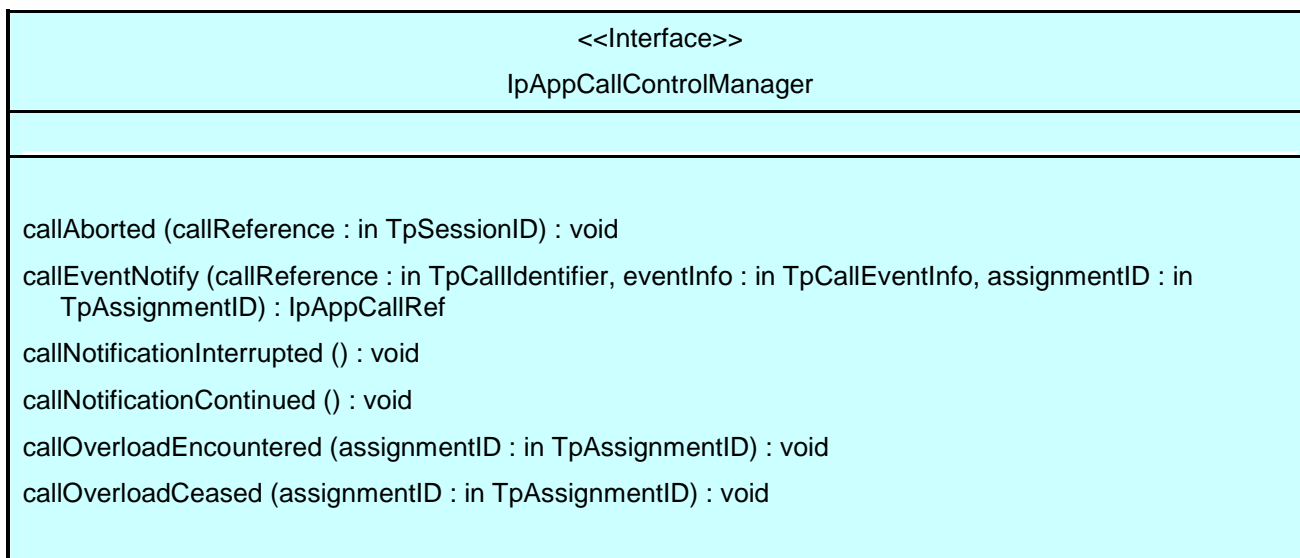 <<Interface>>
IpAppCallControlManager
callAborted (callReference : in TpSessionID) : void
callEventNotify (callReference : in TpCallIdentifier, eventInfo : in TpCallEventInfo, assignmentID : in
TpAssignmentID) : IpAppCallRef
callNotificationInterrupted () : void
callNotificationContinued () : void
callOverloadEncountered (assignmentID : in TpAssignmentID) : void
callOverloadCeased (assignmentID : in TpAssignmentID) : void